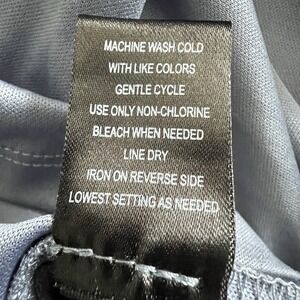 MACHINE WASH COLD
WITH LIKE COLORS
GENTLE CYCLE
USE ONLY NON-CHLORINE
BLEACH WHEN NEEDED
LINE DRY
IRON ON REVERSE SIDE
LOWEST SETTING AS NEEDED